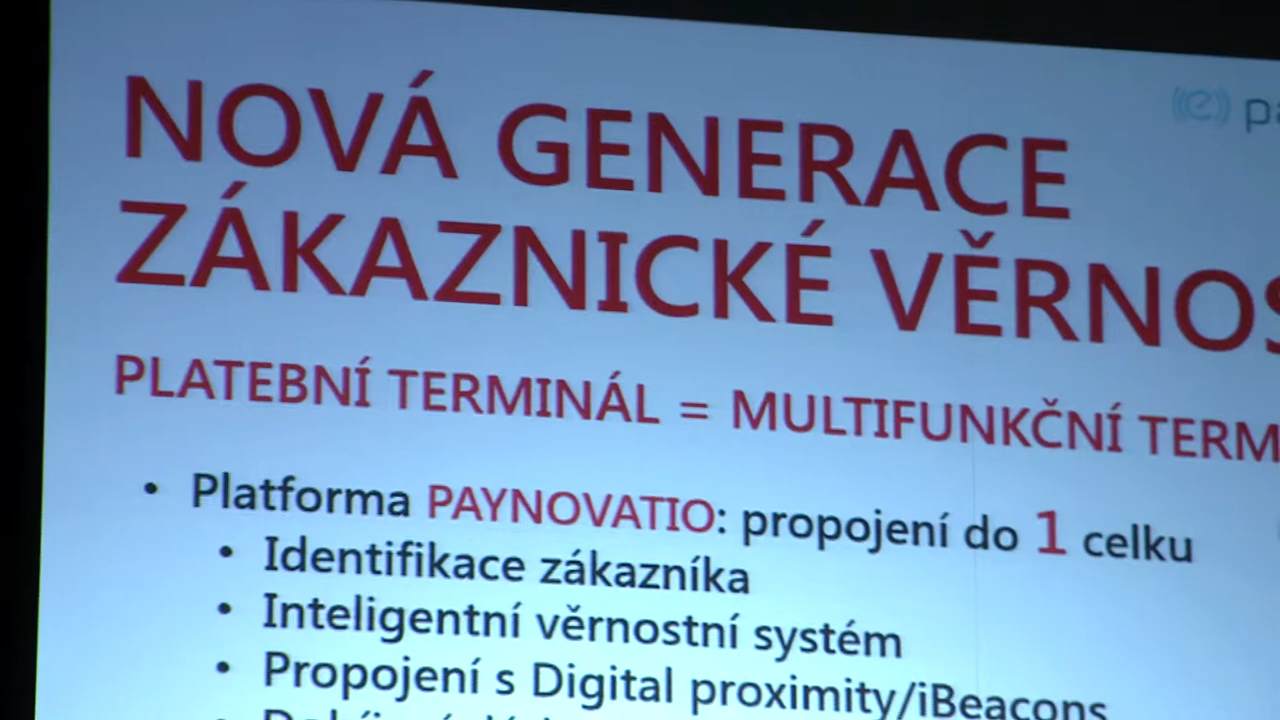 ((e)) pa
NOVÁ GENERACE
ZÁKAZNICKÉ VĚRNOS
PLATEBNÍ TERMINÁL = MULTIFUNKČNÍ TERM
• Platforma PAYNOVATIO: propojení do 1 celku
• Identifikace zákazníka
• Inteligentní věrnostní systém
• Propojení s Digital proximity/iBeacons